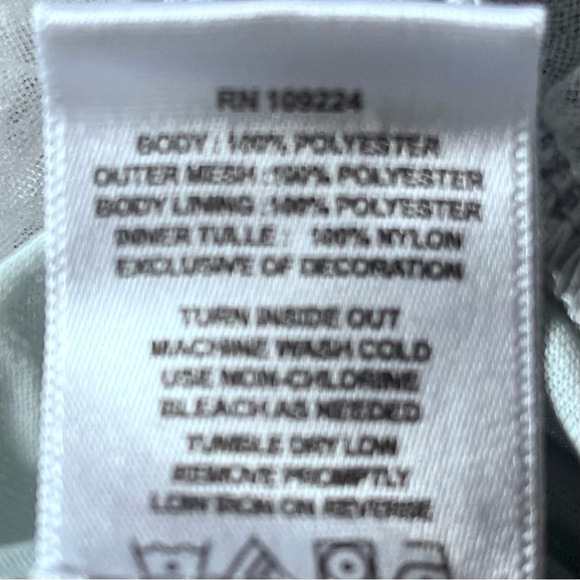 RN 109224
BODY : 100% POLYESTER
OUTER MESH : 100% POLYESTER
BODY LINING : 100% POLYESTER
INNER TULLE : 100% NYLON
EXCLUSIVE OF DECORATION
TURN INSIDE OUT
MACHINE WASH COLD
USE NON-CHLORINE
BLEACH AS NEEDED
TUMBLE DRY LOW
REMOVE PROMPTLY
LOW IRON ON REVERSE